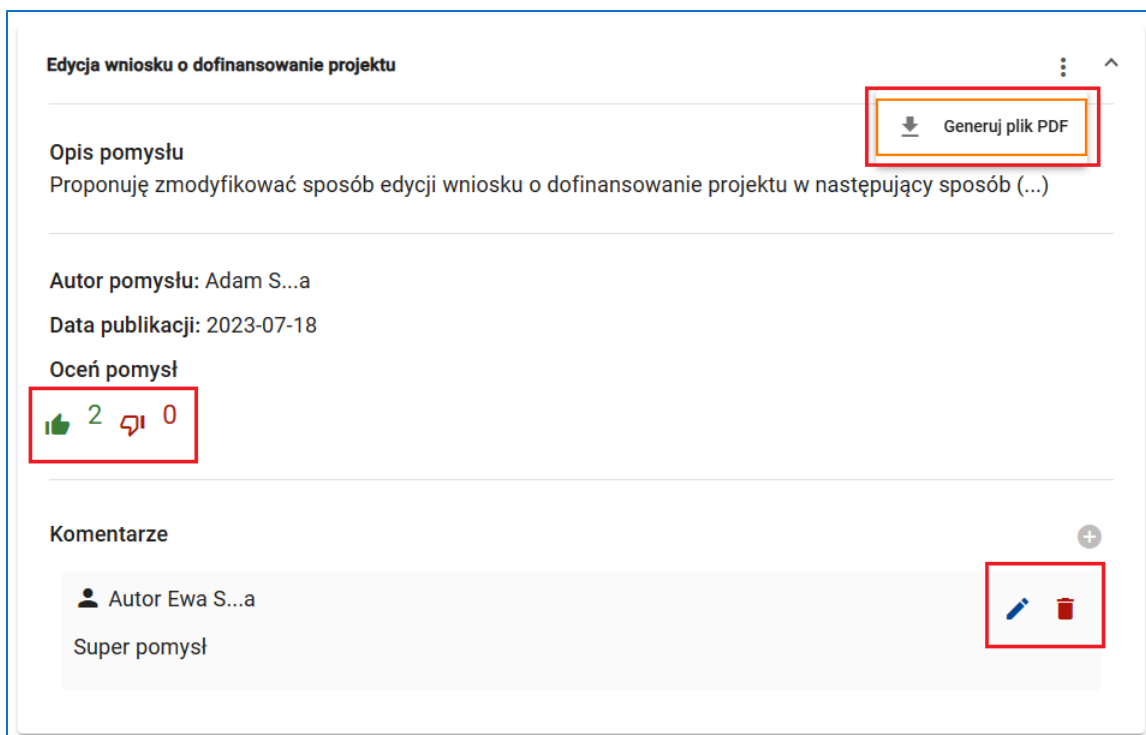 Edycja wniosku o dofinansowanie projektu
Generuj plik PDF
Opis pomysłu
Proponuję zmodyfikować sposób edycji wniosku o dofinansowanie projektu w następujący sposób (...)
Autor pomysłu: Adam S...a
Data publikacji: 2023-07-18
Oceń pomysł
2 0
Komentarze
Autor Ewa S...a
Super pomysł